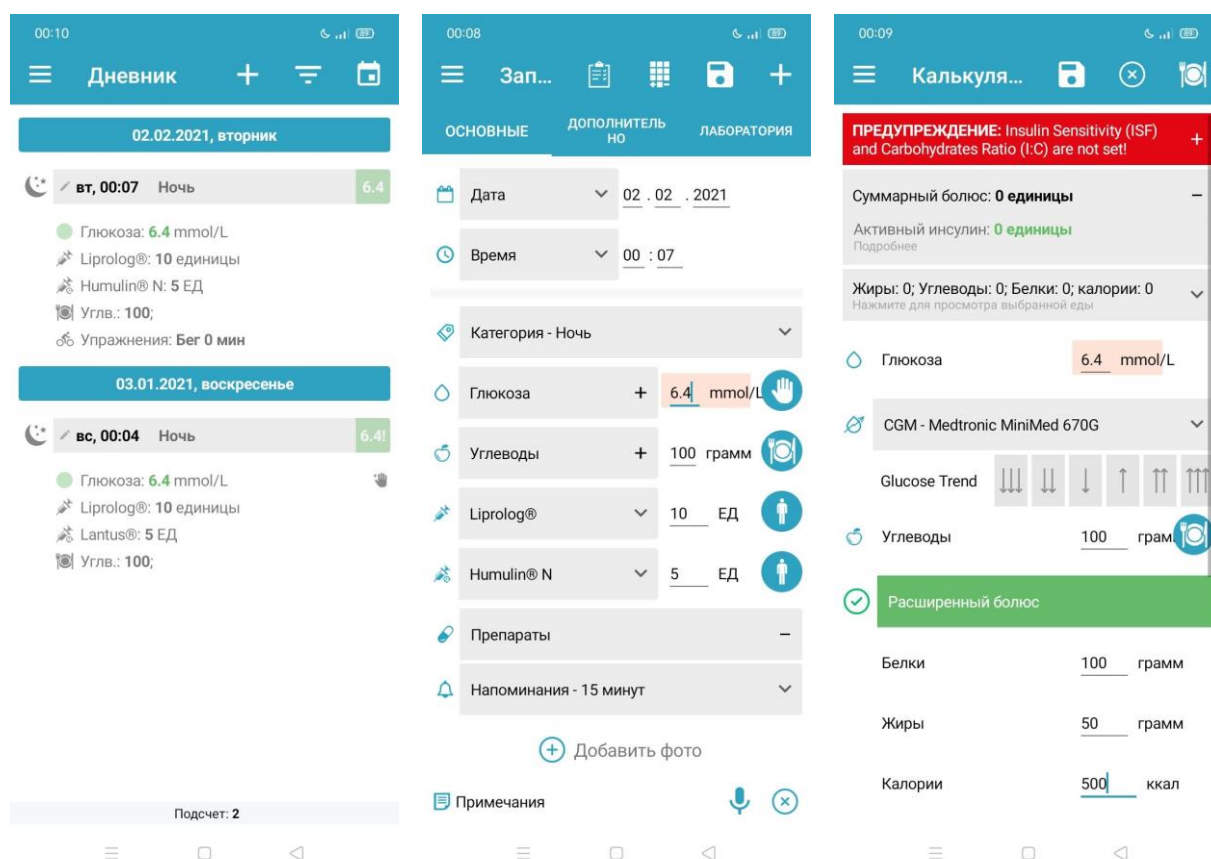 00:10
89
Дневник
02.02.2021, вторник
вт, 00:07 Ночь 6.4
Глюкоза: 6.4 mmol/L
Liprolog®: 10 единицы
Humulin® N: 5 ЕД
Углв.: 100;
Упражнения: Бег 0 мин
03.01.2021, воскресенье
вс, 00:04 Ночь 6.4!
Глюкоза: 6.4 mmol/L
Liprolog®: 10 единицы
Lantus®: 5 ЕД
Углв.: 100;
Подсчет: 2
00:08
89
Зап...
ОСНОВНЫЕ ДОПОЛНИТЕЛЬ ЛАБОРАТОРИЯ
НО
Дата 02 . 02 . 2021
Время 00 : 07
Категория - Ночь
Глюкоза + 6.4 mmol/L
Углеводы + 100 грамм
Liprolog® 10 ЕД
Humulin® N 5 ЕД
Препараты –
Напоминания - 15 минут
Добавить фото
Примечания
00:09
89
Калькуля...
ПРЕДУПРЕЖДЕНИЕ: Insulin Sensitivity (ISF) +
and Carbohydrates Ratio (I:C) are not set!
Суммарный болюс: 0 единицы –
Активный инсулин: 0 единицы
Подробнее
Жиры: 0; Углеводы: 0; Белки: 0; калории: 0
Нажмите для просмотра выбранной еды
Глюкоза 6.4 mmol/L
CGM - Medtronic MiniMed 670G
Glucose Trend
Углеводы 100 грам
Расширенный болюс
Белки 100 грамм
Жиры 50 грамм
Калории 500 ккал